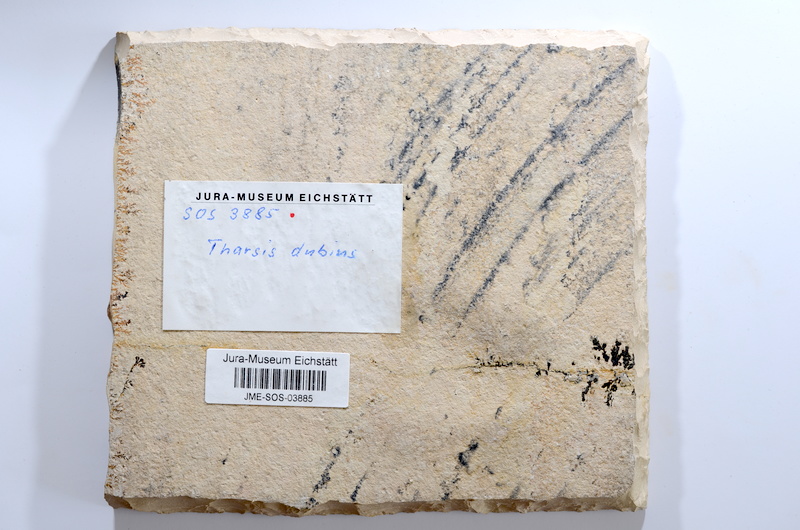 JURA-MUSEUM EICHSTÄTT
SOS 3885
Tharsis dubius
Jura-Museum Eichstätt
JME-SOS-03885